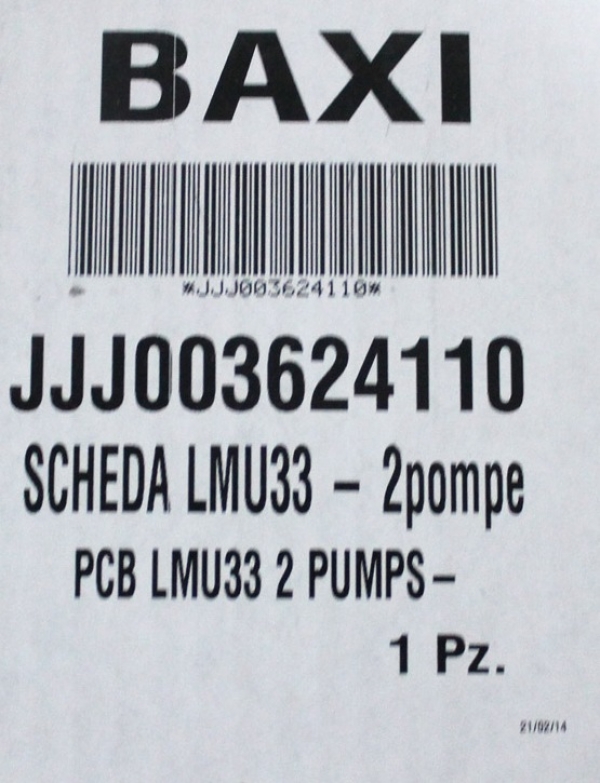 BAXI
*JJJ003624110*
JJJ003624110
SCHEDA LMU33 – 2pompe
PCB LMU33 2 PUMPS–
1 Pz.
21/02/14